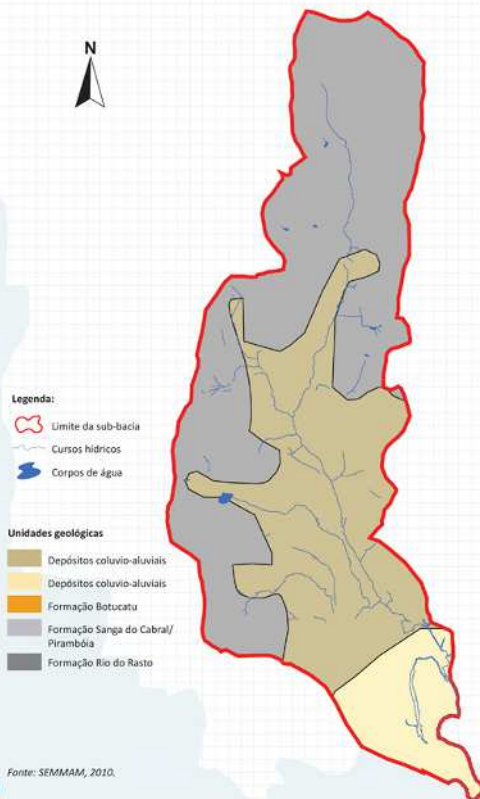 N
Legenda:
Limite da sub-bacia
Cursos hídricos
Corpos de água
Unidades geológicas
Depósitos coluvio-aluviais
Depósitos coluvio-aluviais
Formação Botucatu
Formação Sanga do Cabral/
Pirambóia
Formação Rio do Rasto
Fonte: SEMMAM, 2010.